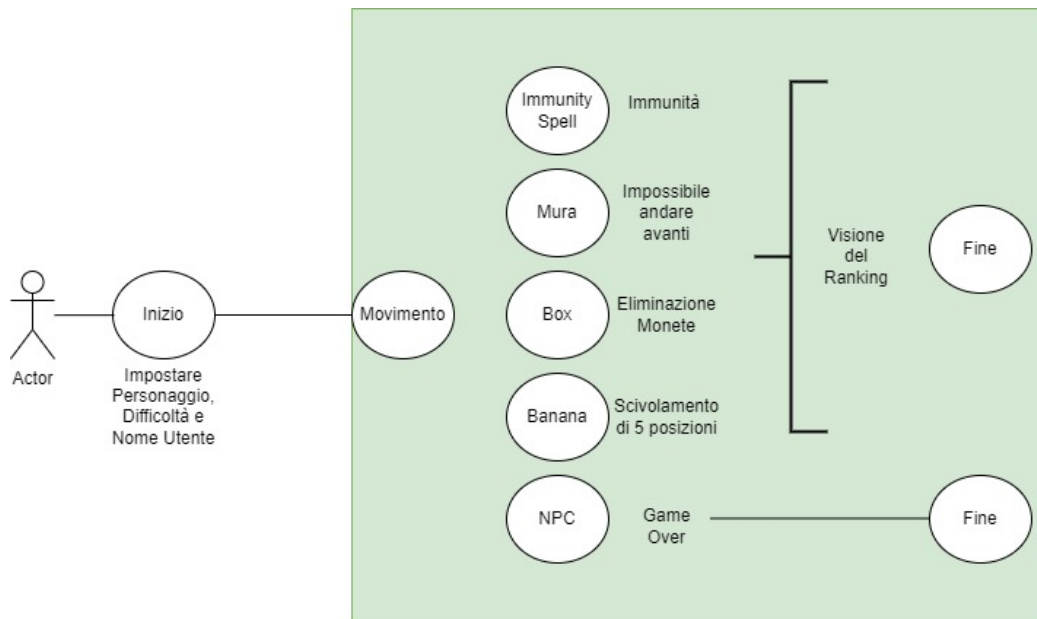 Actor
Inizio
Impostare
Personaggio,
Difficoltà e
Nome Utente
Movimento
Immunity
Spell
Immunità
Mura
Impossibile
andare
avanti
Box
Eliminazione
Monete
Banana
Scivolamento
di 5 posizioni
NPC
Game
Over
Visione
del
Ranking
Fine
Fine